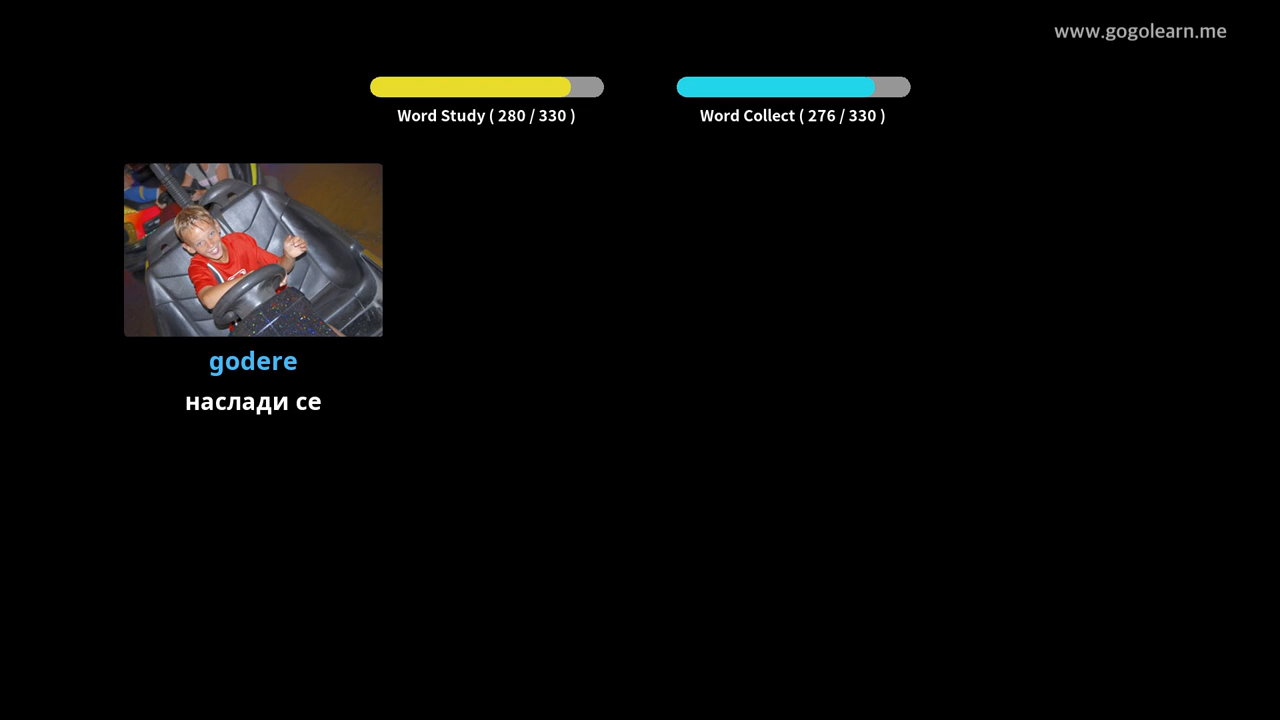 www.gogolearn.me
Word Study ( 280 / 330 )
Word Collect ( 276 / 330 )
godere
наслади се